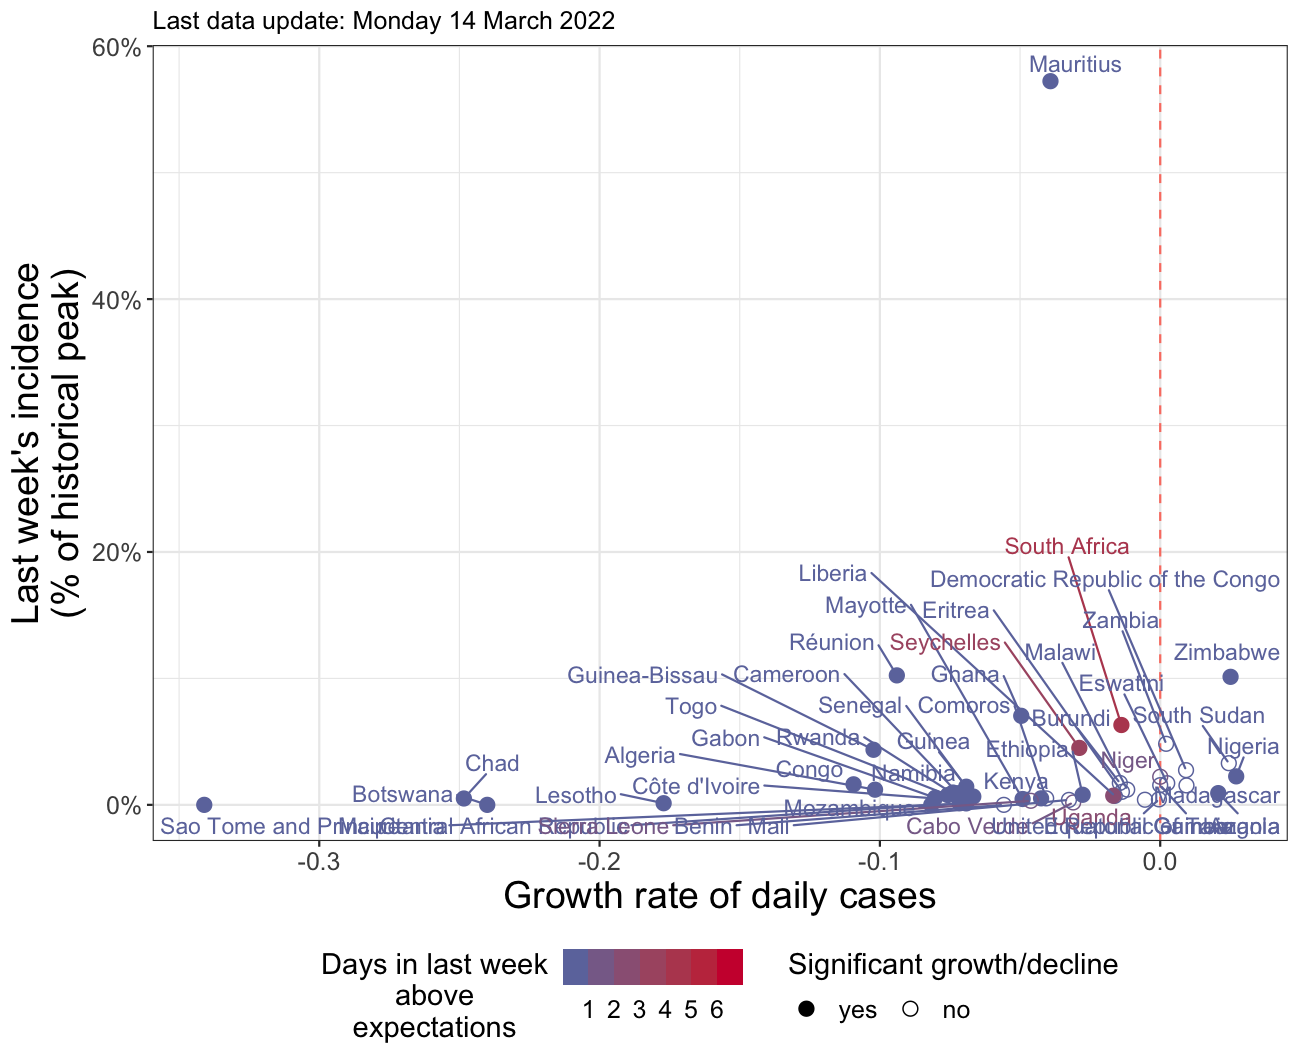 Last data update: Monday 14 March 2022
60%
40%
20%
0%
Last week's incidence
(% of historical peak)
Mauritius
South Africa
Liberia
Democratic Republic of the Congo
Mayotte
Eritrea
Zambia
Réunion
Seychelles
Malawi
Zimbabwe
Guinea-Bissau
Cameroon
Ghana
Eswatini
Togo
Senegal
Comoros
Burundi
South Sudan
Gabon
Rwanda
Guinea
Ethiopia
Nigeria
Algeria
Chad
Congo
Namibia
Niger
Côte d'Ivoire
Kenya
Botswana
Lesotho
Mozambique
Madagascar
Uganda
Sao Tome and Principe
Mauritania
Central African Republic
Sierra Leone
Benin
Mali
Cabo Verde
Angola
-0.3
-0.2
-0.1
0.0
Growth rate of daily cases
Days in last week
above
expectations
1 2 3 4 5 6
Significant growth/decline
yes
no